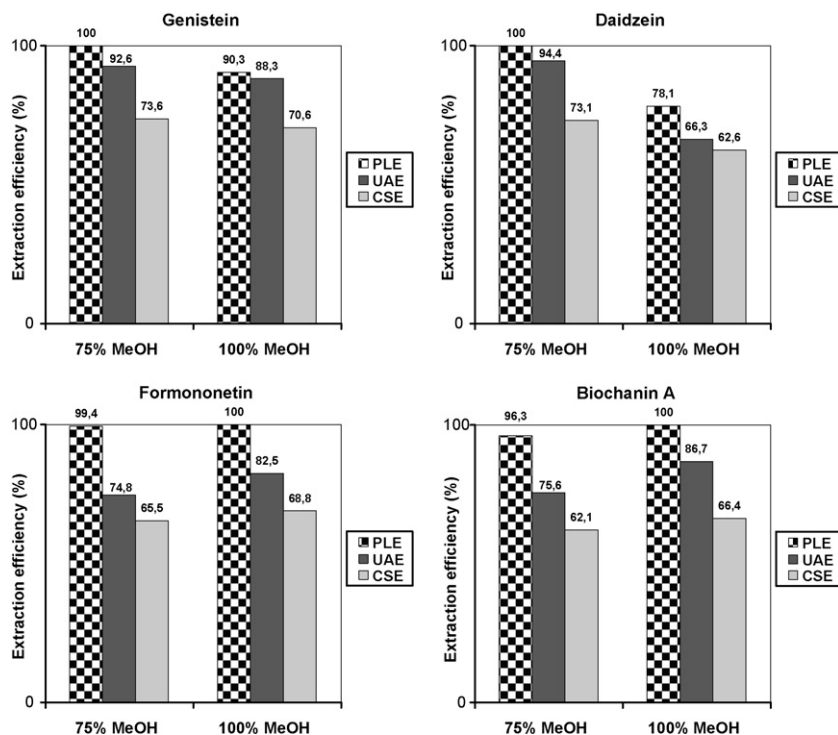 Genistein
Extraction efficiency (%)
100
0
100
92,6
73,6
90,3
88,3
70,6
75% MeOH
100% MeOH
PLE
UAE
CSE
Daidzein
Extraction efficiency (%)
100
0
100
94,4
73,1
78,1
66,3
62,6
75% MeOH
100% MeOH
PLE
UAE
CSE
Formononetin
Extraction efficiency (%)
100
0
99,4
74,8
65,5
100
82,5
68,8
75% MeOH
100% MeOH
PLE
UAE
CSE
Biochanin A
Extraction efficiency (%)
100
0
96,3
75,6
62,1
100
86,7
66,4
75% MeOH
100% MeOH
PLE
UAE
CSE